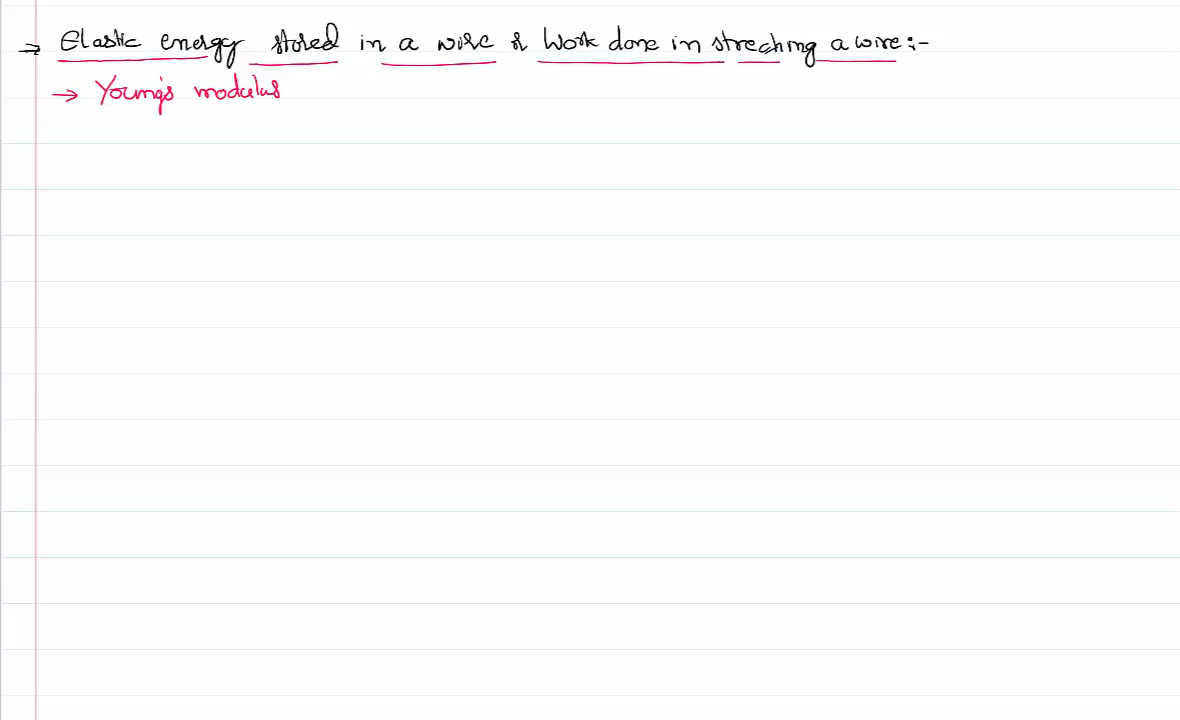 ⇒ Elastic energy stored in a wire & Work done in streching a wire:-
→ Young's modulus